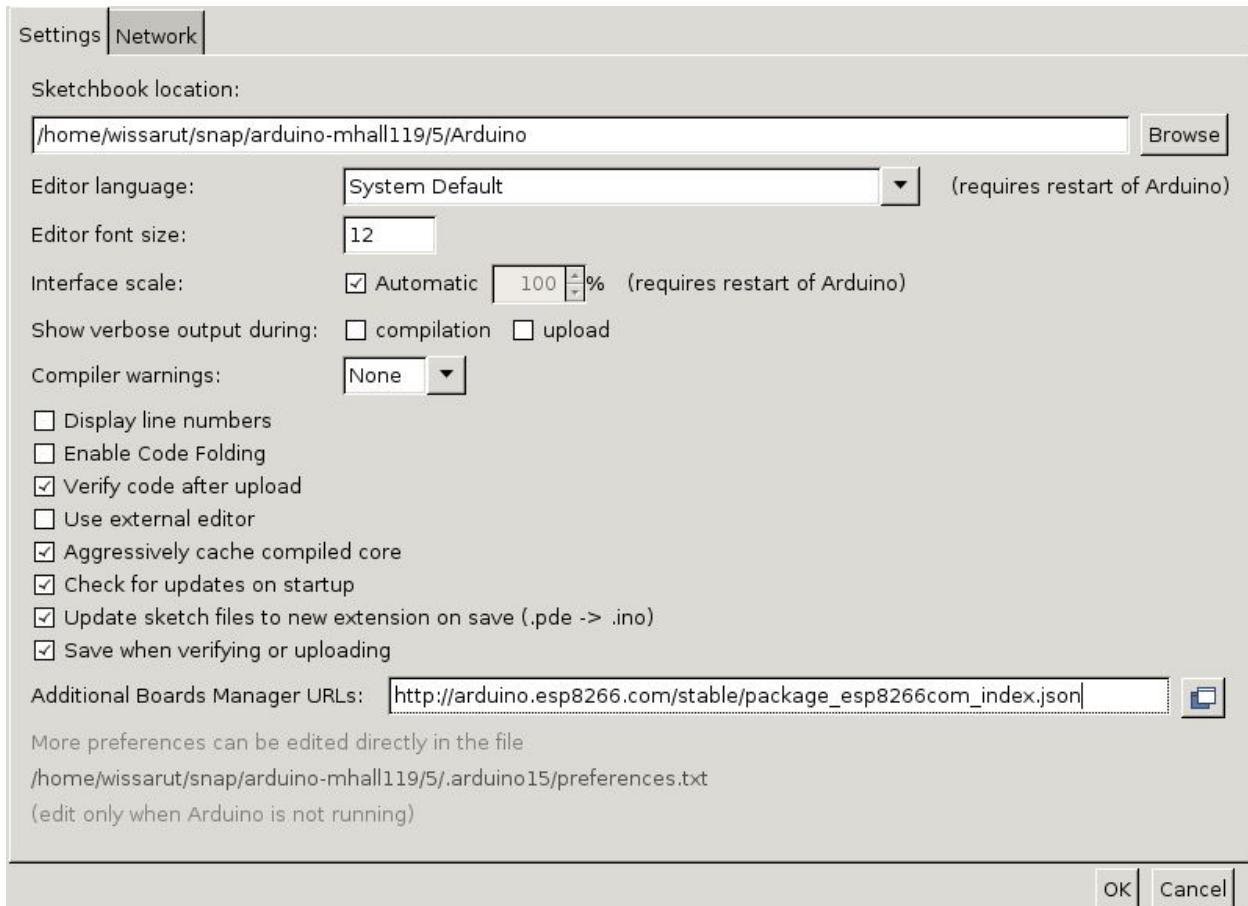 Settings Network
Sketchbook location:
/home/wissarut/snap/arduino-mhall119/5/Arduino Browse
Editor language: System Default (requires restart of Arduino)
Editor font size: 12
Interface scale: Automatic 100 % (requires restart of Arduino)
Show verbose output during: compilation upload
Compiler warnings: None
Display line numbers
Enable Code Folding
Verify code after upload
Use external editor
Aggressively cache compiled core
Check for updates on startup
Update sketch files to new extension on save (.pde -> .ino)
Save when verifying or uploading
Additional Boards Manager URLs: http://arduino.esp8266.com/stable/package_esp8266com_index.json
More preferences can be edited directly in the file
/home/wissarut/snap/arduino-mhall119/5/.arduino15/preferences.txt
(edit only when Arduino is not running)
OK Cancel